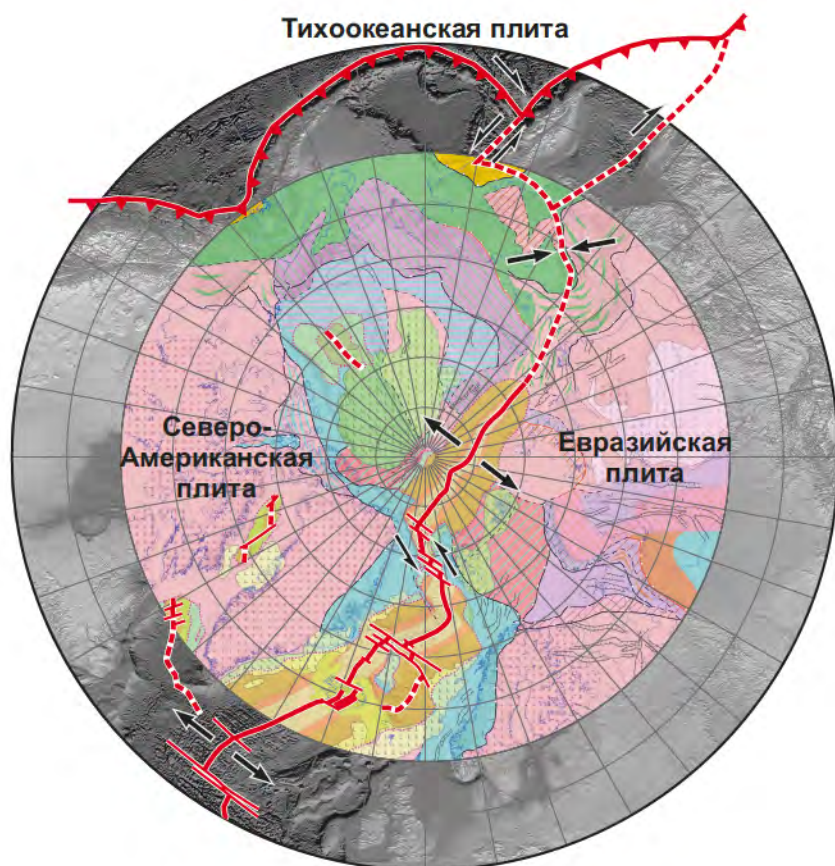 Тихоокеанская плита
Северо-
Американская
плита
Евразийская
плита